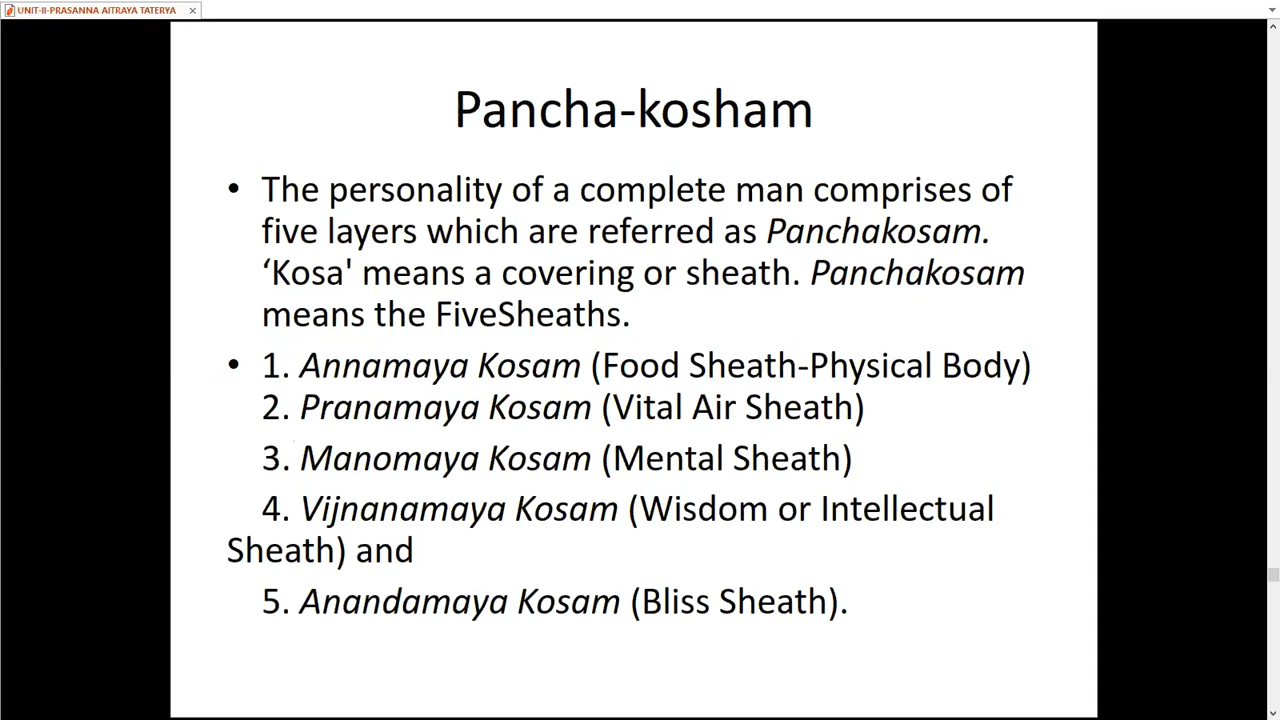 UNIT-II-PRASANNA AITRAYA TATERYA
Pancha-kosham
• The personality of a complete man comprises of
five layers which are referred as Panchakosam.
‘Kosa' means a covering or sheath. Panchakosam
means the FiveSheaths.
• 1. Annamaya Kosam (Food Sheath-Physical Body)
2. Pranamaya Kosam (Vital Air Sheath)
3. Manomaya Kosam (Mental Sheath)
4. Vijnanamaya Kosam (Wisdom or Intellectual
Sheath) and
5. Anandamaya Kosam (Bliss Sheath).